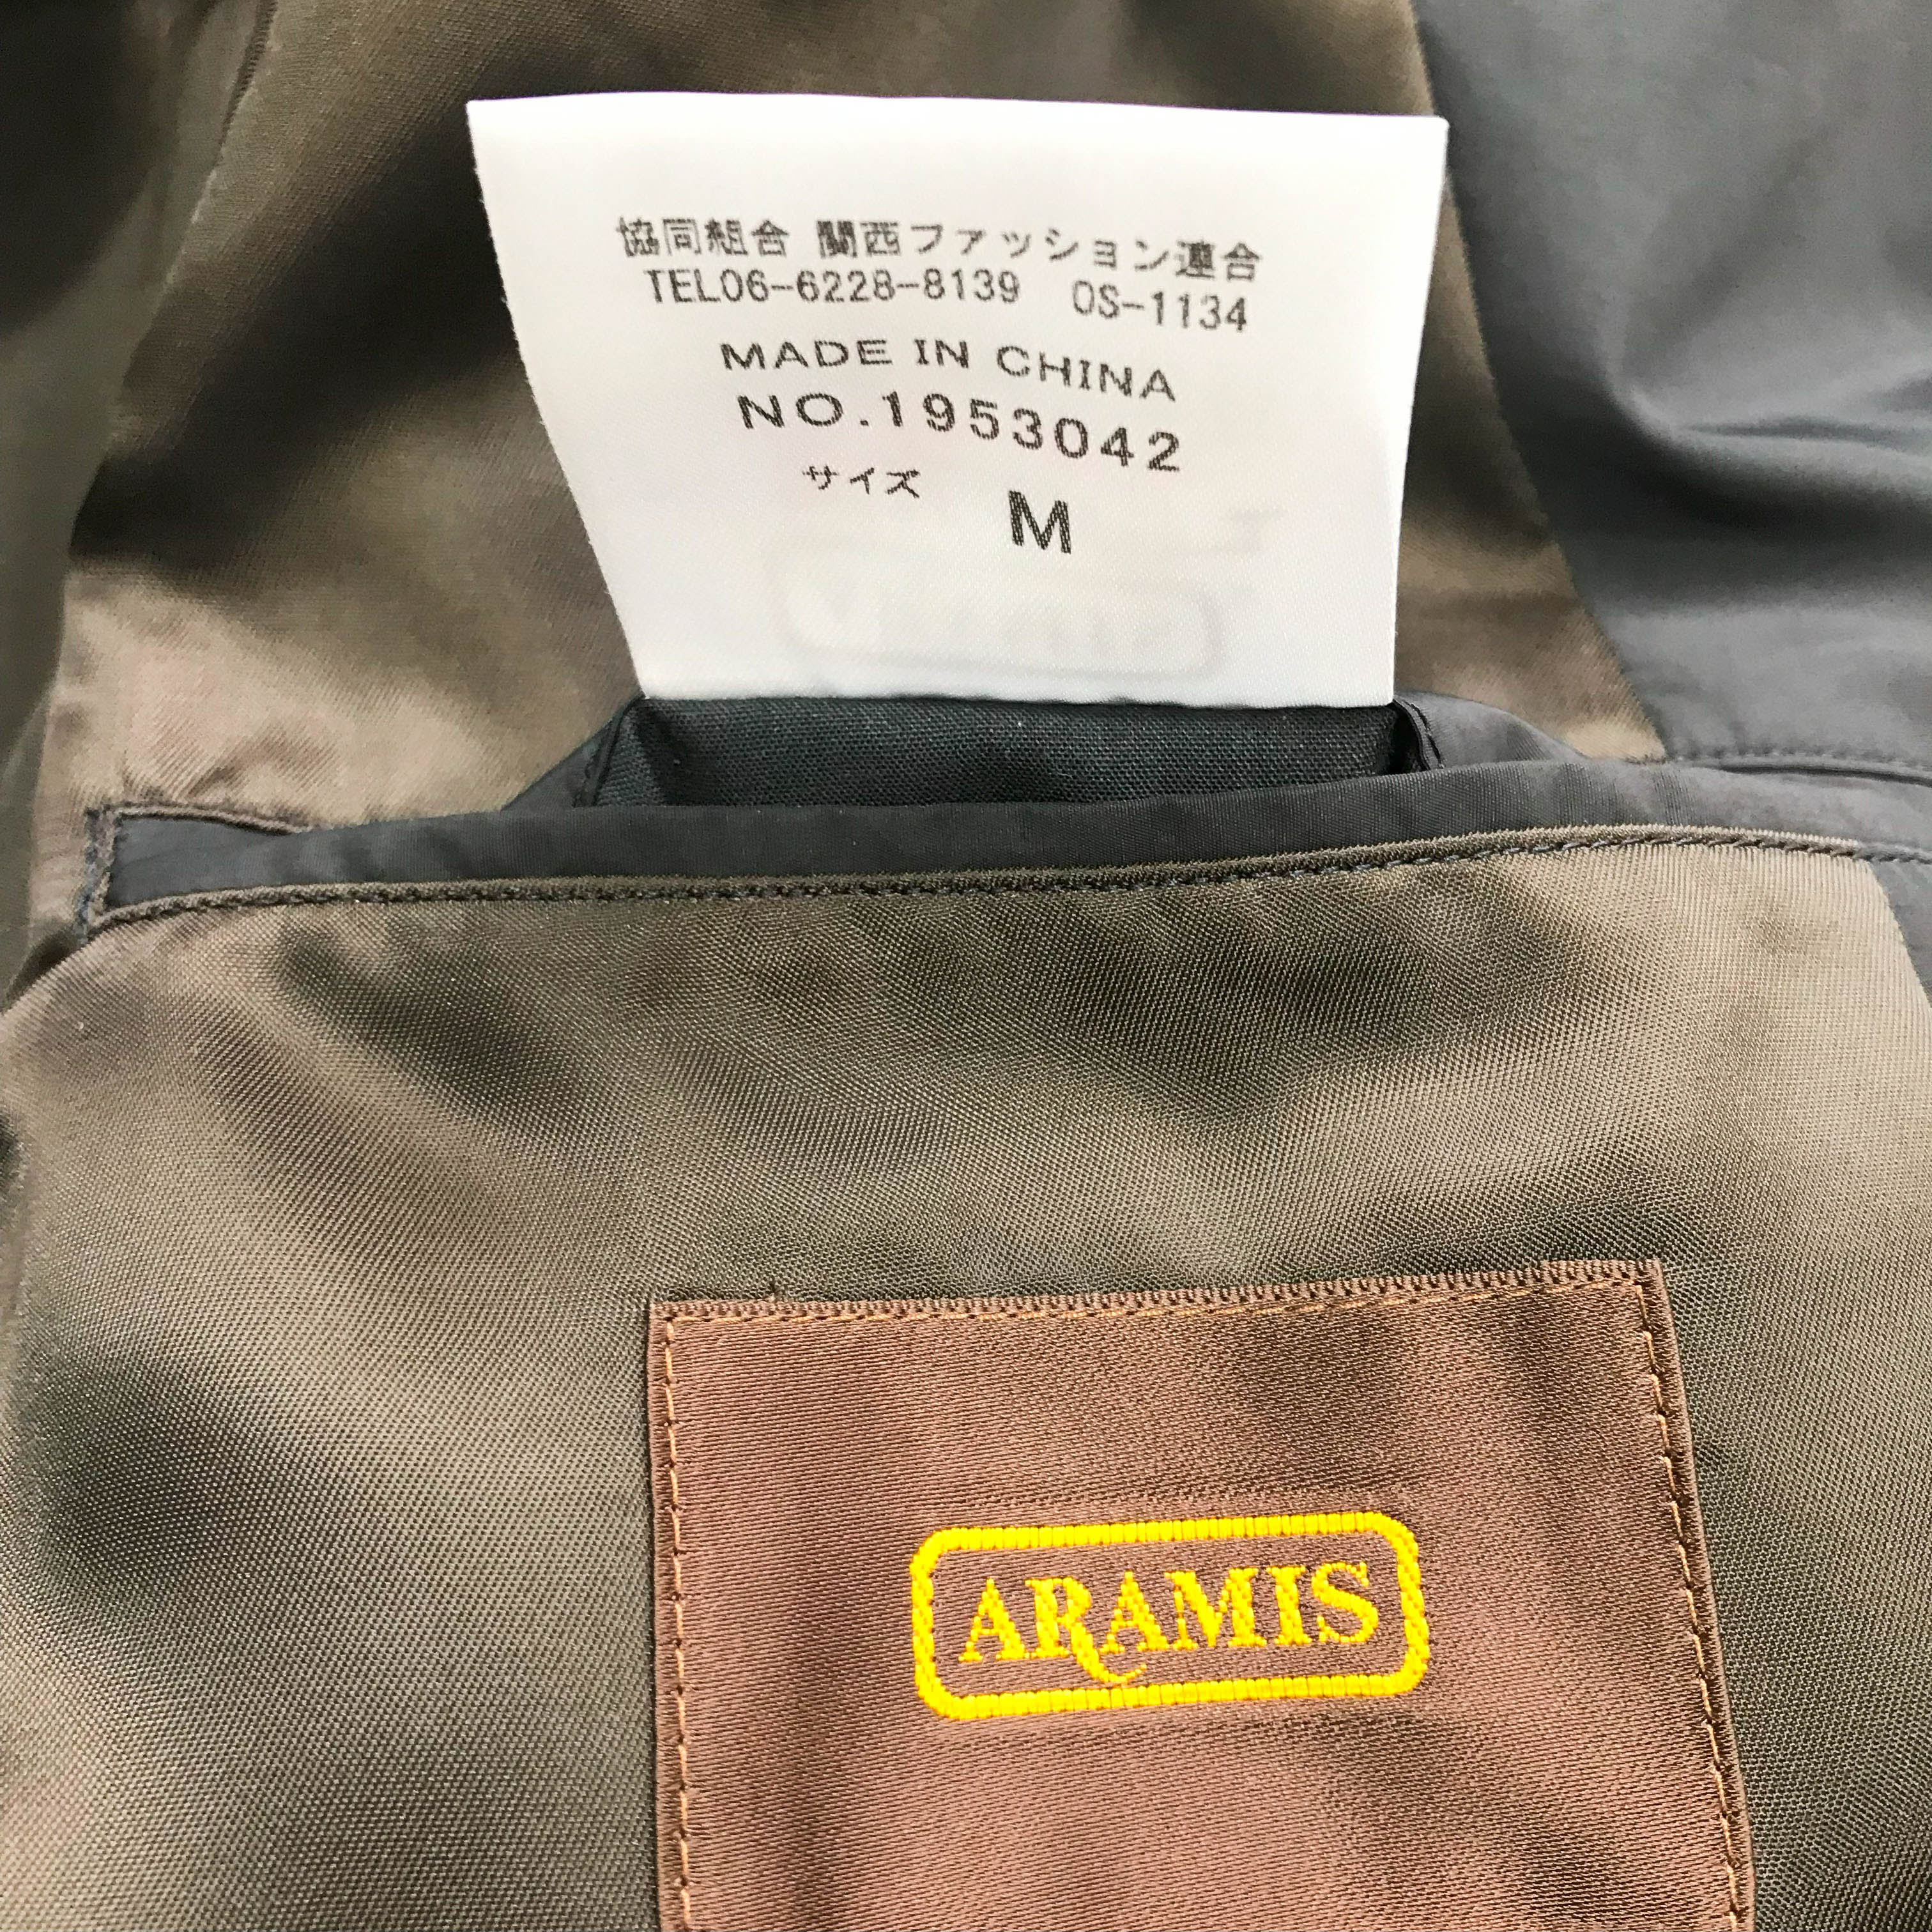 協同組合 関西ファッション連合
TEL06-6228-8139 OS-1134
MADE IN CHINA
NO.1953042
サイズ M
ARAMIS